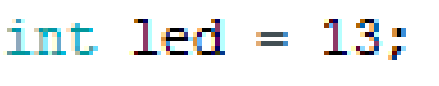 int led = 13;